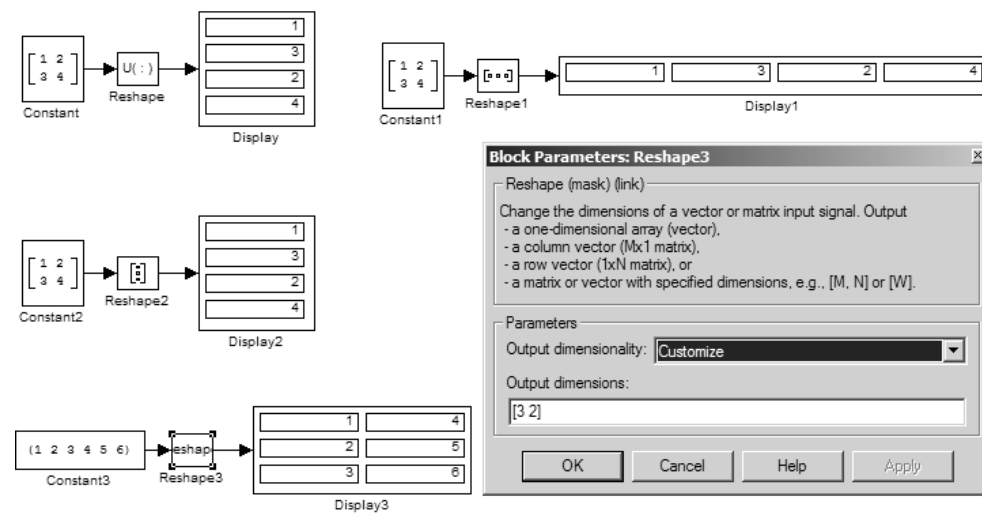 1 2
3 4
Constant
U( : )
Reshape
1
3
2
4
Display
1 2
3 4
Constant1
Reshape1
1 3 2 4
Display1
1 2
3 4
Constant2
Reshape2
1
3
2
4
Display2
(1 2 3 4 5 6)
Constant3
eshap
Reshape3
1 4
2 5
3 6
Display3
Block Parameters: Reshape3
Reshape (mask) (link)
Change the dimensions of a vector or matrix input signal. Output
- a one-dimensional array (vector),
- a column vector (Mx1 matrix),
- a row vector (1xN matrix), or
- a matrix or vector with specified dimensions, e.g., [M, N] or [W].
Parameters
Output dimensionality: Customize
Output dimensions:
[3 2]
OK Cancel Help Apply